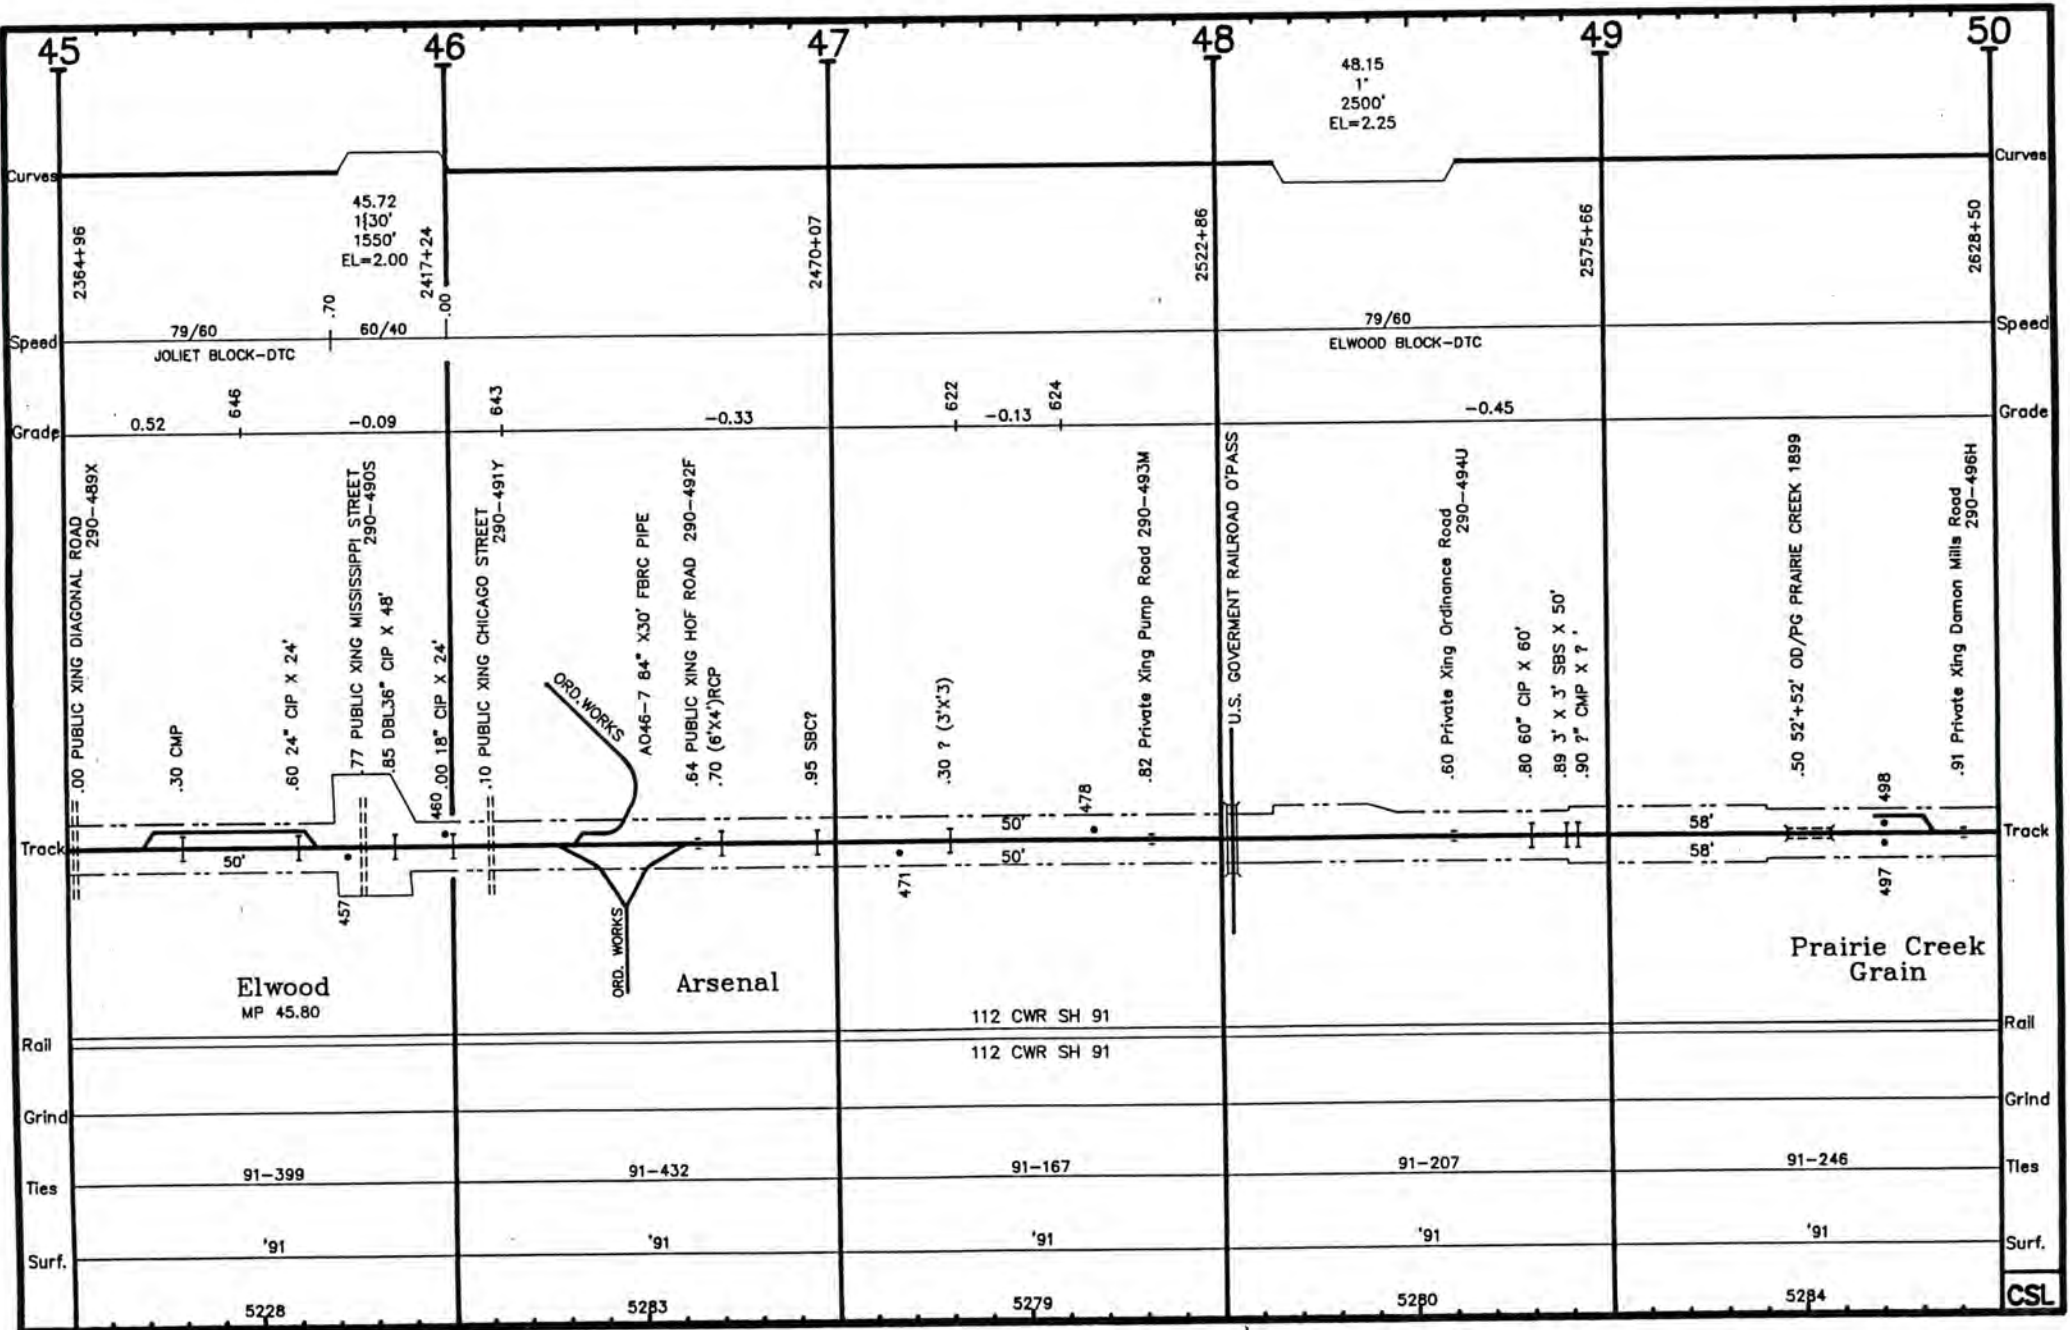 45
46
47
48
49
50
48.15
1°
2500'
EL=2.25
Curves
Curves
45.72
1{30'
1550'
EL=2.00
2364+96
2417+24
2470+07
2522+86
2575+66
2628+50
.70
.00
Speed
79/60
60/40
79/60
Speed
JOLIET BLOCK-DTC
ELWOOD BLOCK-DTC
646
643
622
624
Grade
0.52
-0.09
-0.33
-0.13
-0.45
Grade
.00 PUBLIC XING DIAGONAL ROAD
290-489X
.30 CMP
.60 24" CIP X 24'
.77 PUBLIC XING MISSISSIPPI STREET
290-490S
.85 DBL36" CIP X 48'
.00 18" CIP X 24'
.10 PUBLIC XING CHICAGO STREET
290-491Y
ORD.WORKS
A046-7 84" X30' FBRC PIPE
.64 PUBLIC XING HOF ROAD 290-492F
.70 (6'X4')RCP
.95 SBC?
.30 ? (3'X'3)
.82 Private Xing Pump Road 290-493M
U.S. GOVERMENT RAILROAD O'PASS
.60 Private Xing Ordinance Road
290-494U
.80 60" CIP X 60'
.89 3' X 3' SBS X 50'
.90 ?" CMP X ? '
.50 52'+52' OD/PG PRAIRIE CREEK 1899
.91 Private Xing Damon Mills Road
290-496H
Track
50'
457
460
50'
50'
471
478
58'
58'
498
497
Track
ORD. WORKS
Elwood
MP 45.80
Arsenal
Prairie Creek
Grain
Rail
112 CWR SH 91
112 CWR SH 91
Rail
Grind
Grind
Ties
91-399
91-432
91-167
91-207
91-246
Ties
Surf.
'91
'91
'91
'91
'91
Surf.
5228
5283
5279
5280
5284
CSL